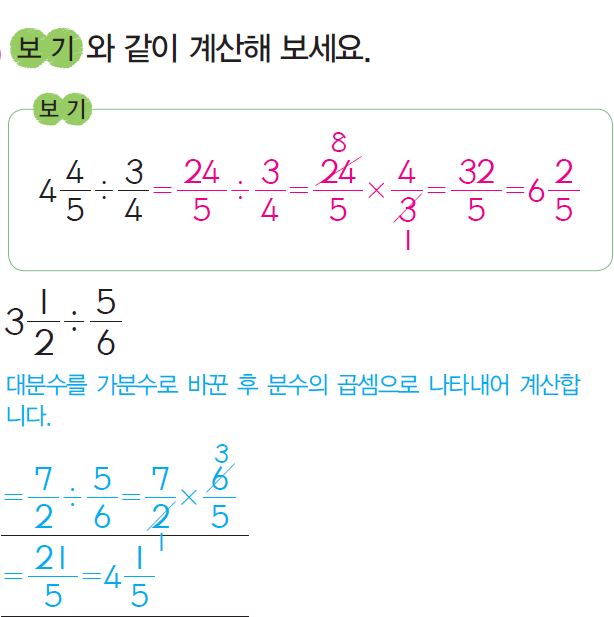 보기 와 같이 계산해 보세요.
보기
4 4/5 ÷ 3/4 = 24/5 ÷ 3/4 = 24/5 × 4/3 = 32/5 = 6 2/5
8
1
3 1/2 ÷ 5/6
대분수를 가분수로 바꾼 후 분수의 곱셈으로 나타내어 계산합
니다.
= 7/2 ÷ 5/6 = 7/2 × 6/5
3
1
= 21/5 = 4 1/5